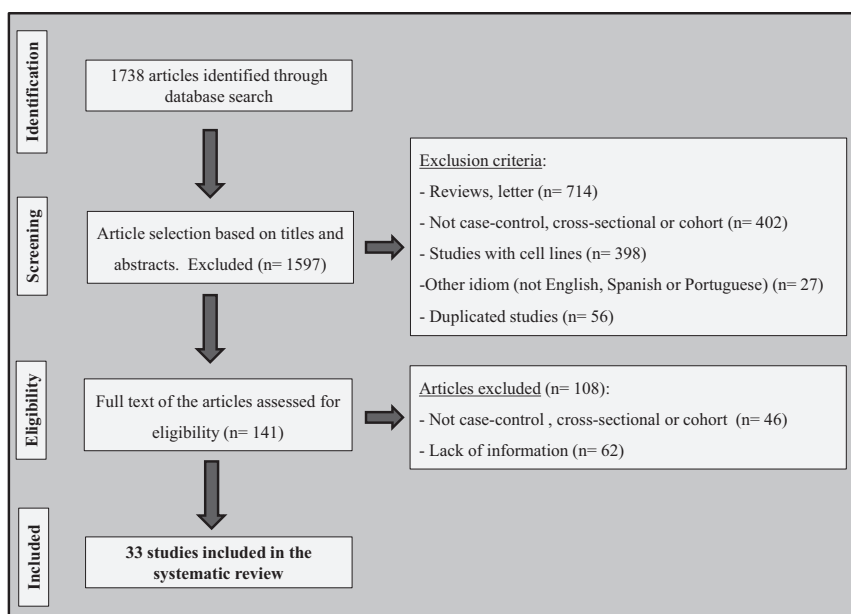 Identification
1738 articles identified through
database search
Screening
Article selection based on titles and
abstracts.  Excluded (n= 1597)
Exclusion criteria:
- Reviews, letter (n= 714)
- Not case-control, cross-sectional or cohort (n= 402)
- Studies with cell lines (n= 398)
-Other idiom (not English, Spanish or Portuguese) (n= 27)
- Duplicated studies (n= 56)
Eligibility
Full text of the articles assessed for
eligibility (n= 141)
Articles excluded (n= 108):
- Not case-control , cross-sectional or cohort  (n= 46)
- Lack of information (n= 62)
Included
33 studies included in the
systematic review